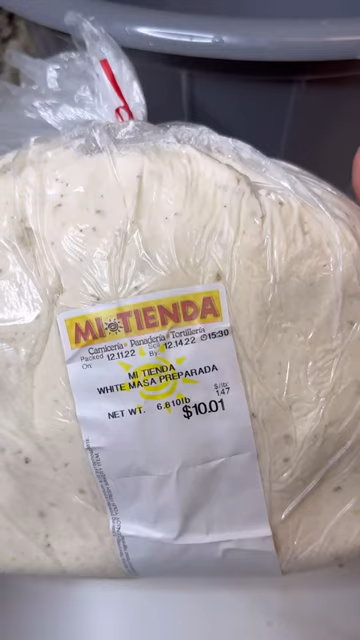 MI TIENDA
Carniceria • Panaderia • Tortilleria
Packed On: 12.11.22 Sell By: 12.14.22 15:30
MI TIENDA
WHITE MASA PREPARADA
$/lb
1.47
NET WT. 6.810lb $10.01